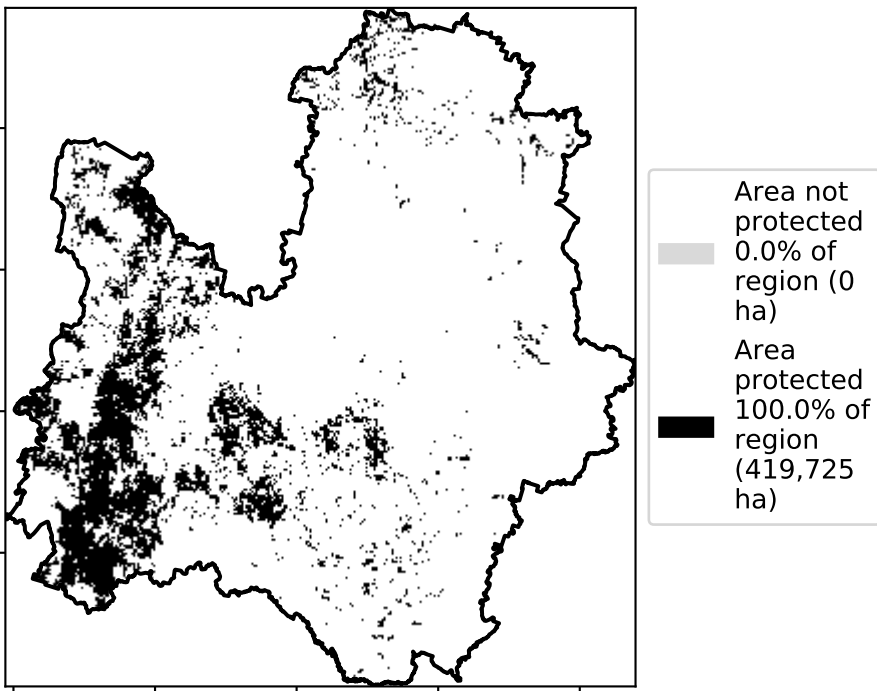 Area not
protected
0.0% of
region (0
ha)
Area
protected
100.0% of
region
(419,725
ha)